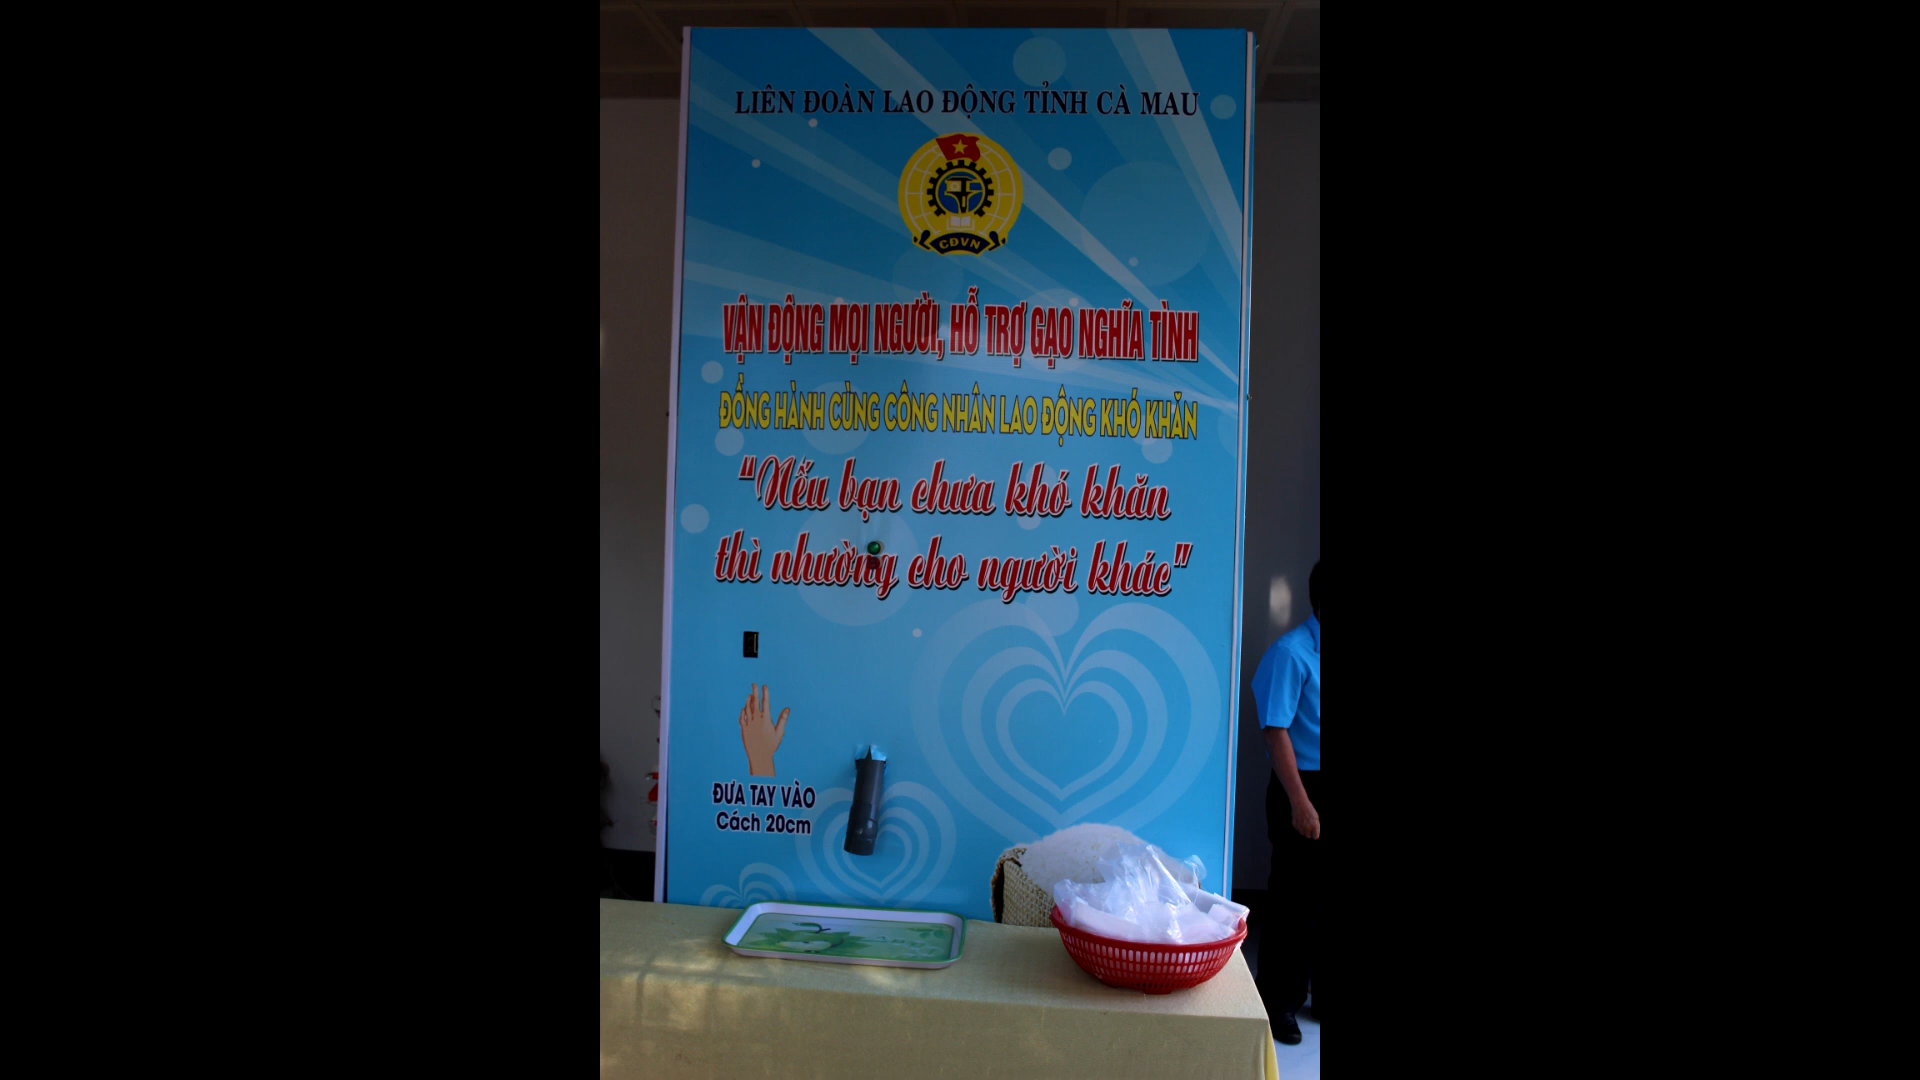 LIÊN ĐOÀN LAO ĐỘNG TỈNH CÀ MAU
CĐVN
VẬN ĐỘNG MỌI NGƯỜI, HỖ TRỢ GẠO NGHĨA TÌNH
ĐỒNG HÀNH CÙNG CÔNG NHÂN LAO ĐỘNG KHÓ KHĂN
"Nếu bạn chưa khó khăn
thì nhường cho người khác"
ĐƯA TAY VÀO
Cách 20cm